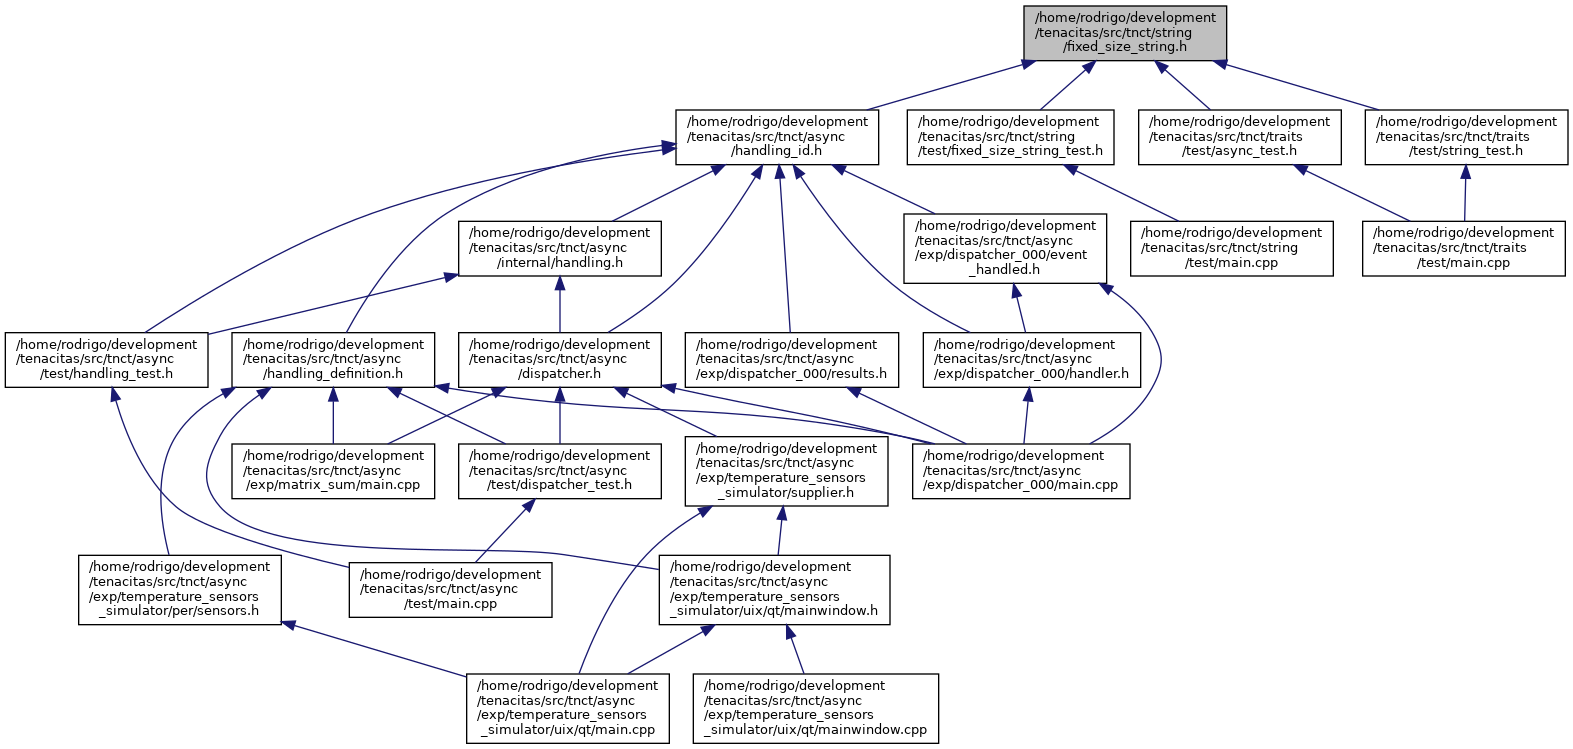 /home/rodrigo/development
/tenacitas/src/tnct/string
/fixed_size_string.h
/home/rodrigo/development
/tenacitas/src/tnct/async
/handling_id.h
/home/rodrigo/development
/tenacitas/src/tnct/string
/test/fixed_size_string_test.h
/home/rodrigo/development
/tenacitas/src/tnct/traits
/test/async_test.h
/home/rodrigo/development
/tenacitas/src/tnct/traits
/test/string_test.h
/home/rodrigo/development
/tenacitas/src/tnct/async
/internal/handling.h
/home/rodrigo/development
/tenacitas/src/tnct/async
/exp/dispatcher_000/event
_handled.h
/home/rodrigo/development
/tenacitas/src/tnct/string
/test/main.cpp
/home/rodrigo/development
/tenacitas/src/tnct/traits
/test/main.cpp
/home/rodrigo/development
/tenacitas/src/tnct/async
/test/handling_test.h
/home/rodrigo/development
/tenacitas/src/tnct/async
/handling_definition.h
/home/rodrigo/development
/tenacitas/src/tnct/async
/dispatcher.h
/home/rodrigo/development
/tenacitas/src/tnct/async
/exp/dispatcher_000/results.h
/home/rodrigo/development
/tenacitas/src/tnct/async
/exp/dispatcher_000/handler.h
/home/rodrigo/development
/tenacitas/src/tnct/async
/exp/matrix_sum/main.cpp
/home/rodrigo/development
/tenacitas/src/tnct/async
/test/dispatcher_test.h
/home/rodrigo/development
/tenacitas/src/tnct/async
/exp/temperature_sensors
_simulator/supplier.h
/home/rodrigo/development
/tenacitas/src/tnct/async
/exp/dispatcher_000/main.cpp
/home/rodrigo/development
/tenacitas/src/tnct/async
/exp/temperature_sensors
_simulator/per/sensors.h
/home/rodrigo/development
/tenacitas/src/tnct/async
/test/main.cpp
/home/rodrigo/development
/tenacitas/src/tnct/async
/exp/temperature_sensors
_simulator/uix/qt/mainwindow.h
/home/rodrigo/development
/tenacitas/src/tnct/async
/exp/temperature_sensors
_simulator/uix/qt/main.cpp
/home/rodrigo/development
/tenacitas/src/tnct/async
/exp/temperature_sensors
_simulator/uix/qt/mainwindow.cpp